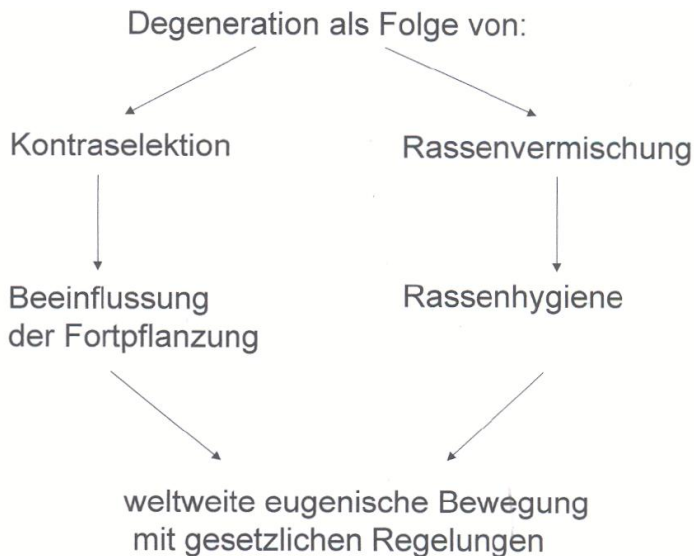 Degeneration als Folge von:
Kontraselektion
Rassenvermischung
Beeinflussung
der Fortpflanzung
Rassenhygiene
weltweite eugenische Bewegung
mit gesetzlichen Regelungen